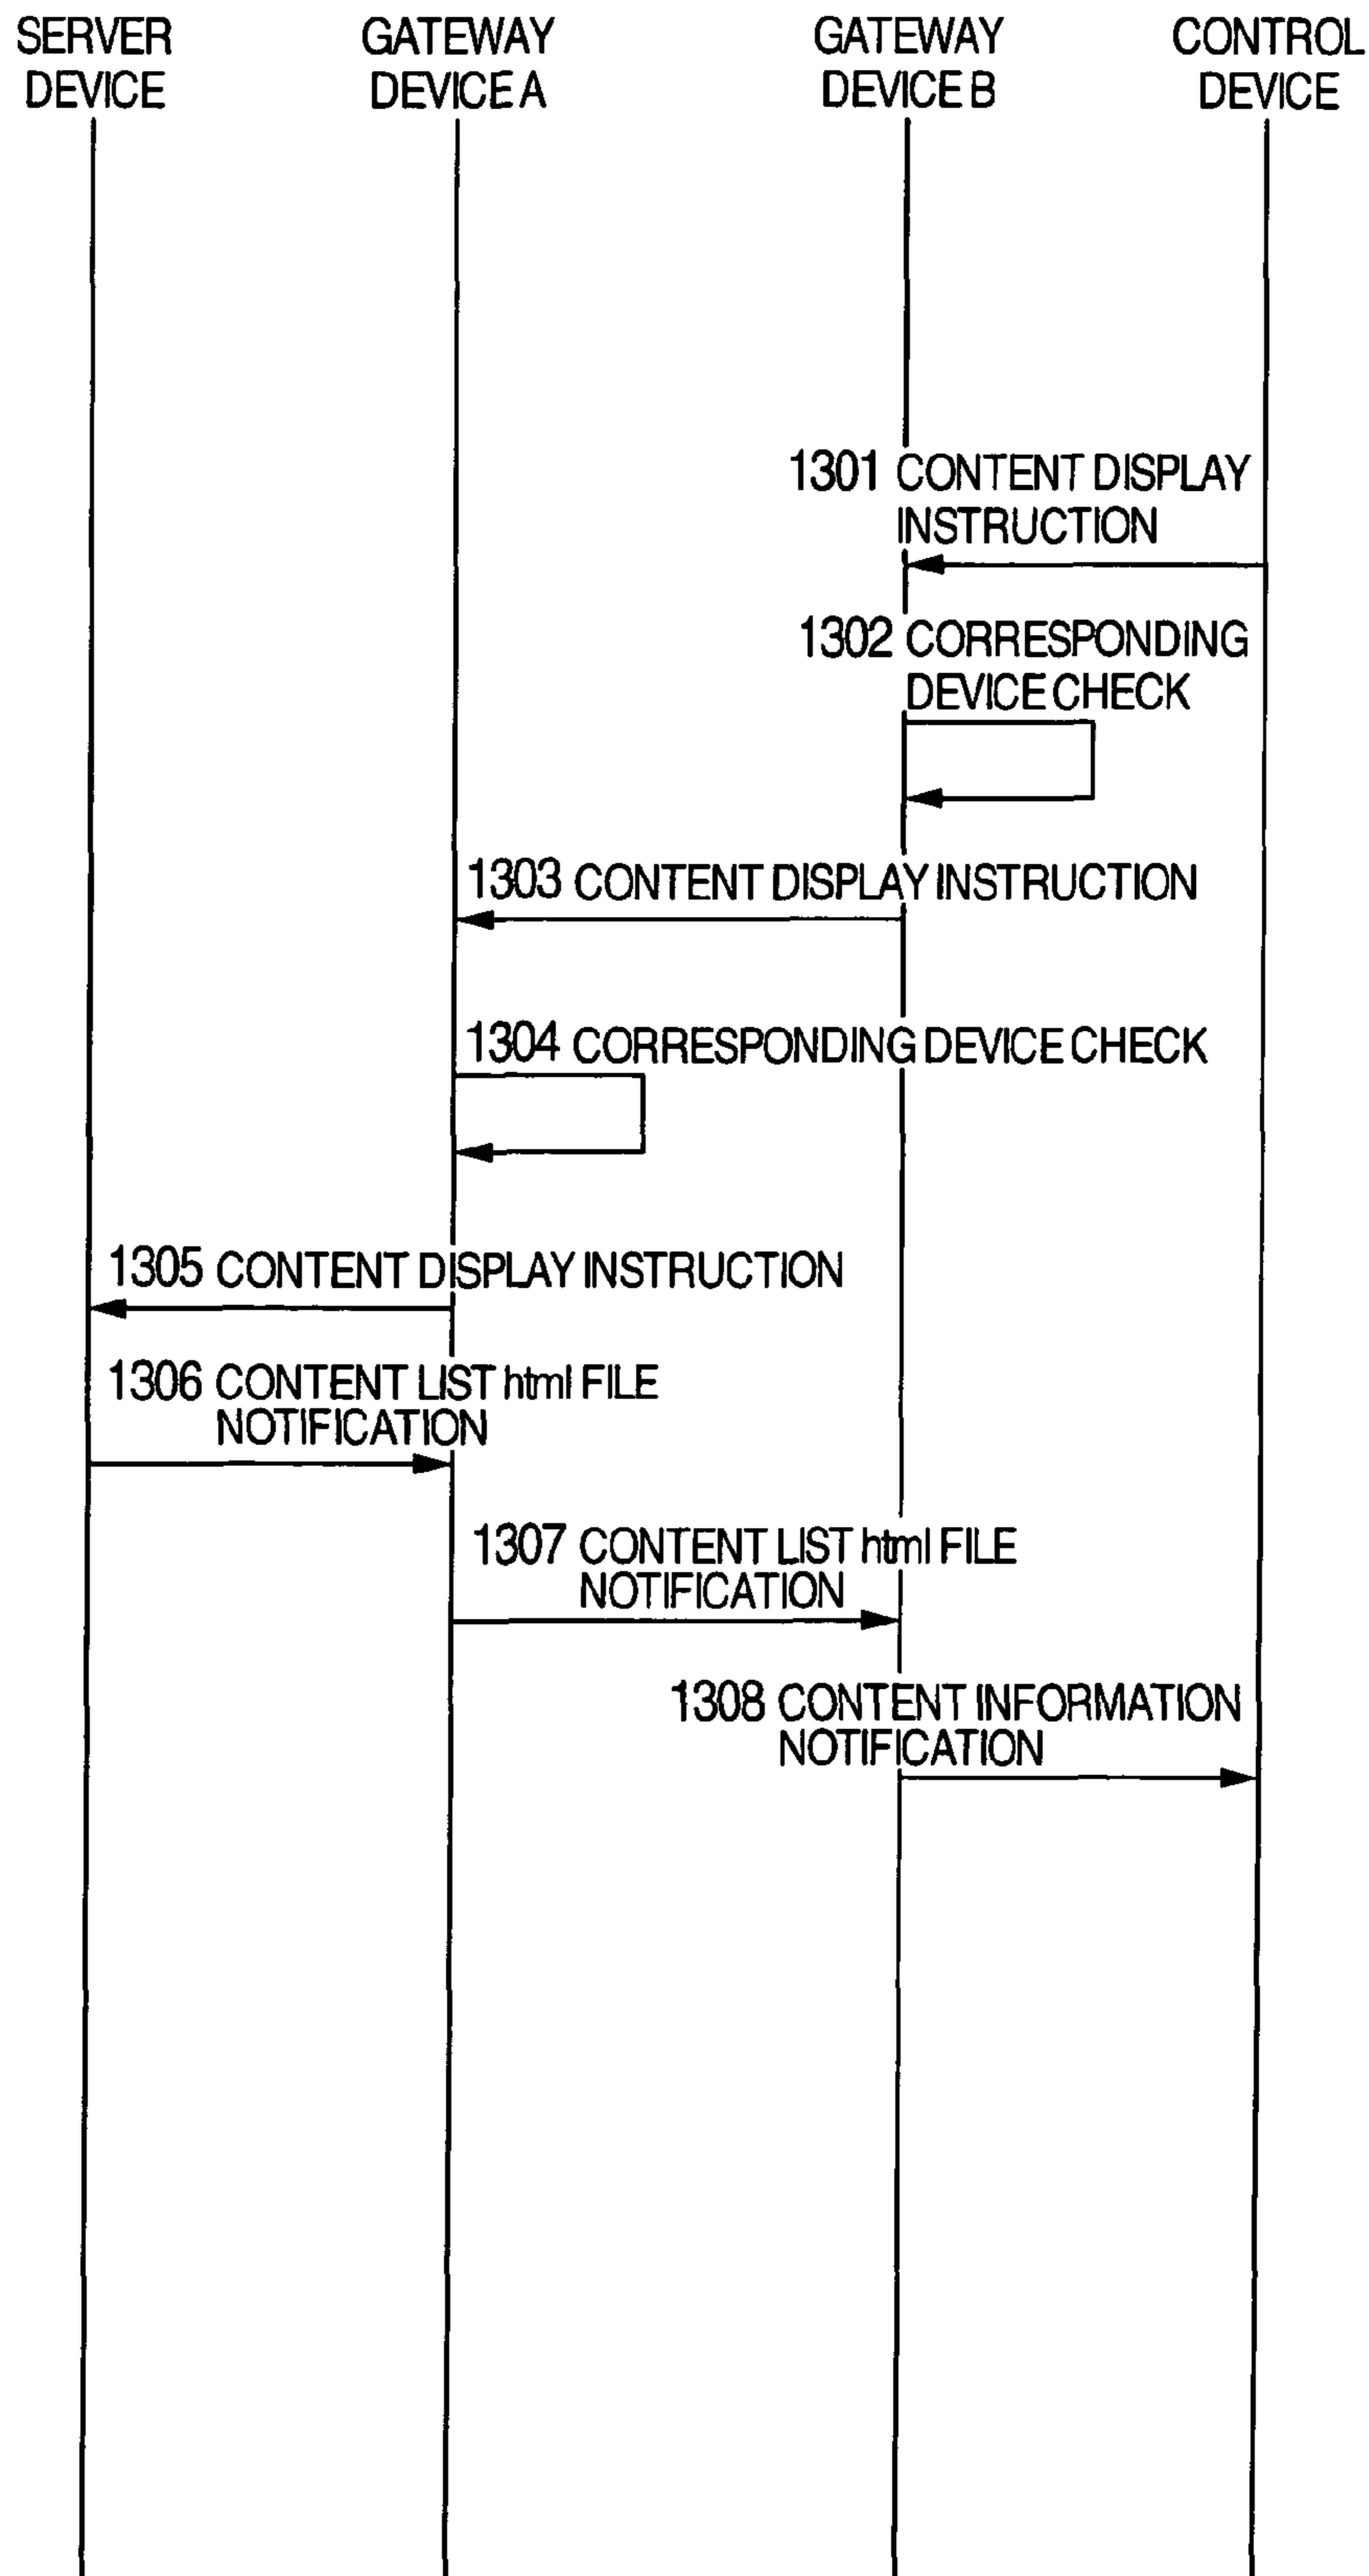 SERVER
DEVICE
GATEWAY
DEVICE A
GATEWAY
DEVICE B
CONTROL
DEVICE
1301 CONTENT DISPLAY
INSTRUCTION
1302 CORRESPONDING
DEVICE CHECK
1303 CONTENT DISPLAY INSTRUCTION
1304 CORRESPONDING DEVICE CHECK
1305 CONTENT DISPLAY INSTRUCTION
1306 CONTENT LIST html FILE
NOTIFICATION
1307 CONTENT LIST html FILE
NOTIFICATION
1308 CONTENT INFORMATION
NOTIFICATION